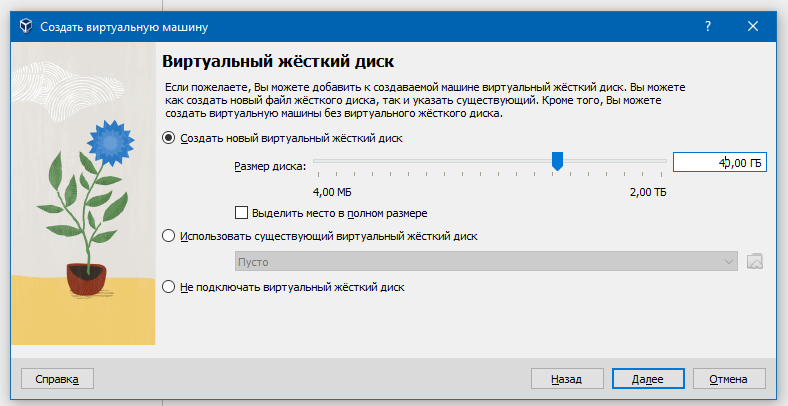 Создать виртуальную машину
?
Виртуальный жёсткий диск
Если пожелаете, Вы можете добавить к создаваемой машине виртуальный жёсткий диск. Вы можете
как создать новый файл жёсткого диска, так и указать существующий. Кроме того, Вы можете
создать виртуальную машины без виртуального жёсткого диска.
Создать новый виртуальный жёсткий диск
Размер диска:
40,00 ГБ
4,00 МБ
2,00 ТБ
Выделить место в полном размере
Использовать существующий виртуальный жёсткий диск
Пусто
Не подключать виртуальный жёсткий диск
Справка
Назад
Далее
Отмена